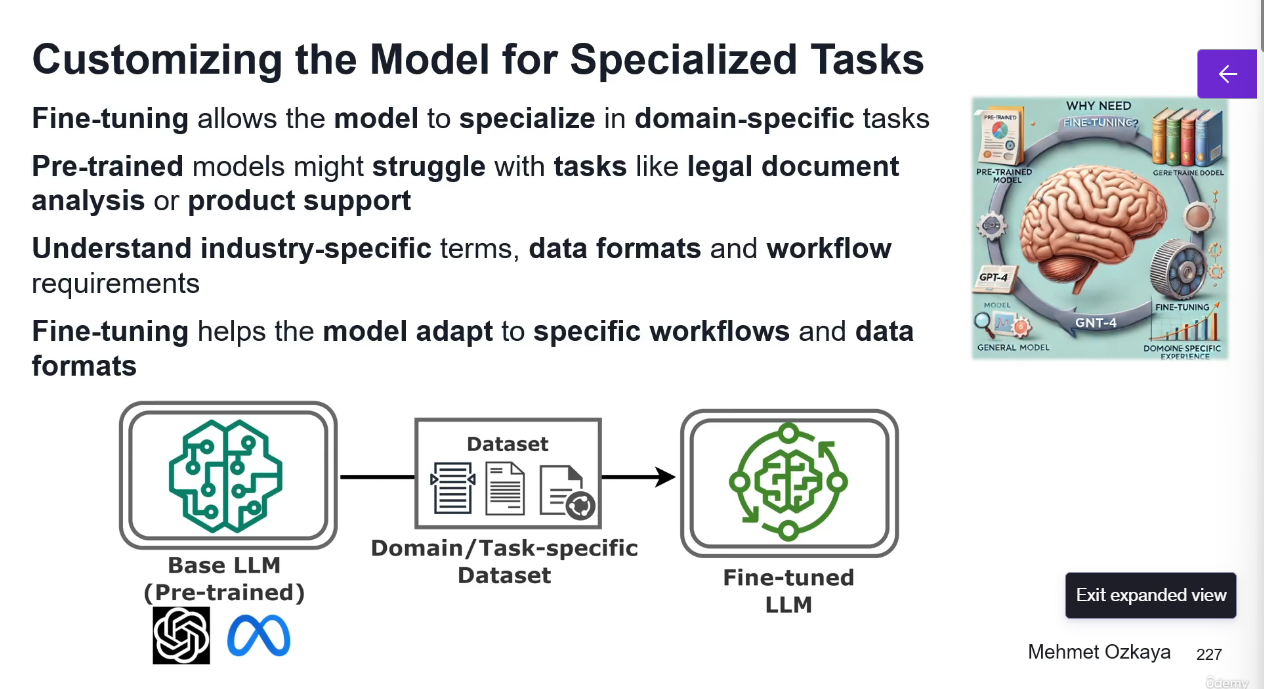 Customizing the Model for Specialized Tasks
Fine-tuning allows the model to specialize in domain-specific tasks
Pre-trained models might struggle with tasks like legal document
analysis or product support
Understand industry-specific terms, data formats and workflow
requirements
Fine-tuning helps the model adapt to specific workflows and data
formats
WHY NEED
FINE-TUNING?
PRE-TRAINED
PRE-TRAINED
MODEL
GERE TRAINE DODEL
GPT-4
MODEL
GENERAL MODEL
GNT-4
FINE-TUNING
DOMOINE-SPECIFIC
EXPERIENCE
Dataset
Base LLM
(Pre-trained)
Domain/Task-specific
Dataset
Fine-tuned
LLM
Exit expanded view
Mehmet Ozkaya
227
ûdemy